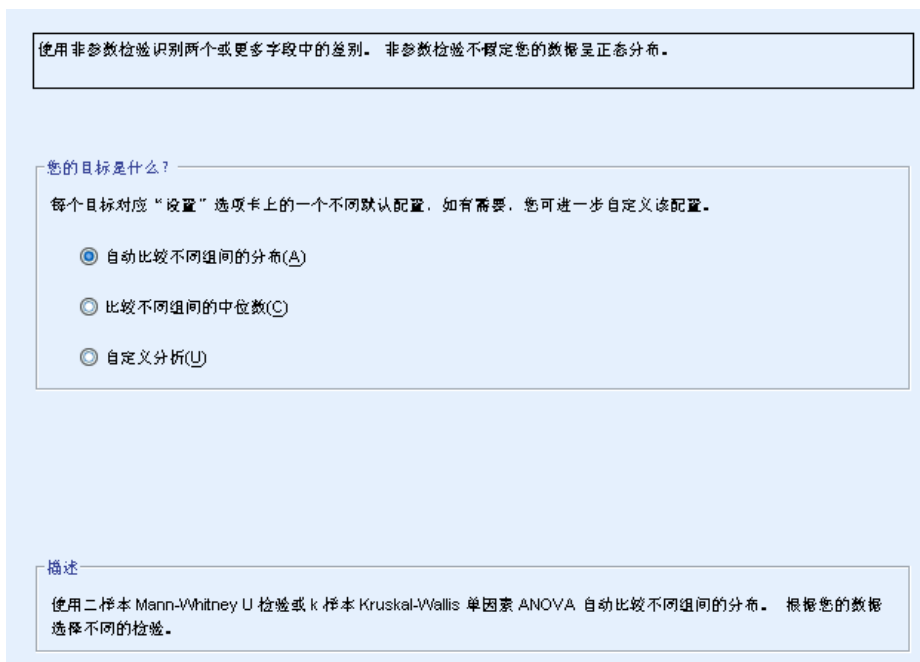 使用非参数检验识别两个或更多字段中的差别。 非参数检验不假定您的数据呈正态分布。
您的目标是什么?
每个目标对应“设置”选项卡上的一个不同默认配置，如有需要，您可进一步自定义该配置。
自动比较不同组间的分布(A)
比较不同组间的中位数(C)
自定义分析(U)
描述
使用二样本 Mann-Whitney U 检验或 k 样本 Kruskal-Wallis 单因素 ANOVA 自动比较不同组间的分布。 根据您的数据
选择不同的检验。